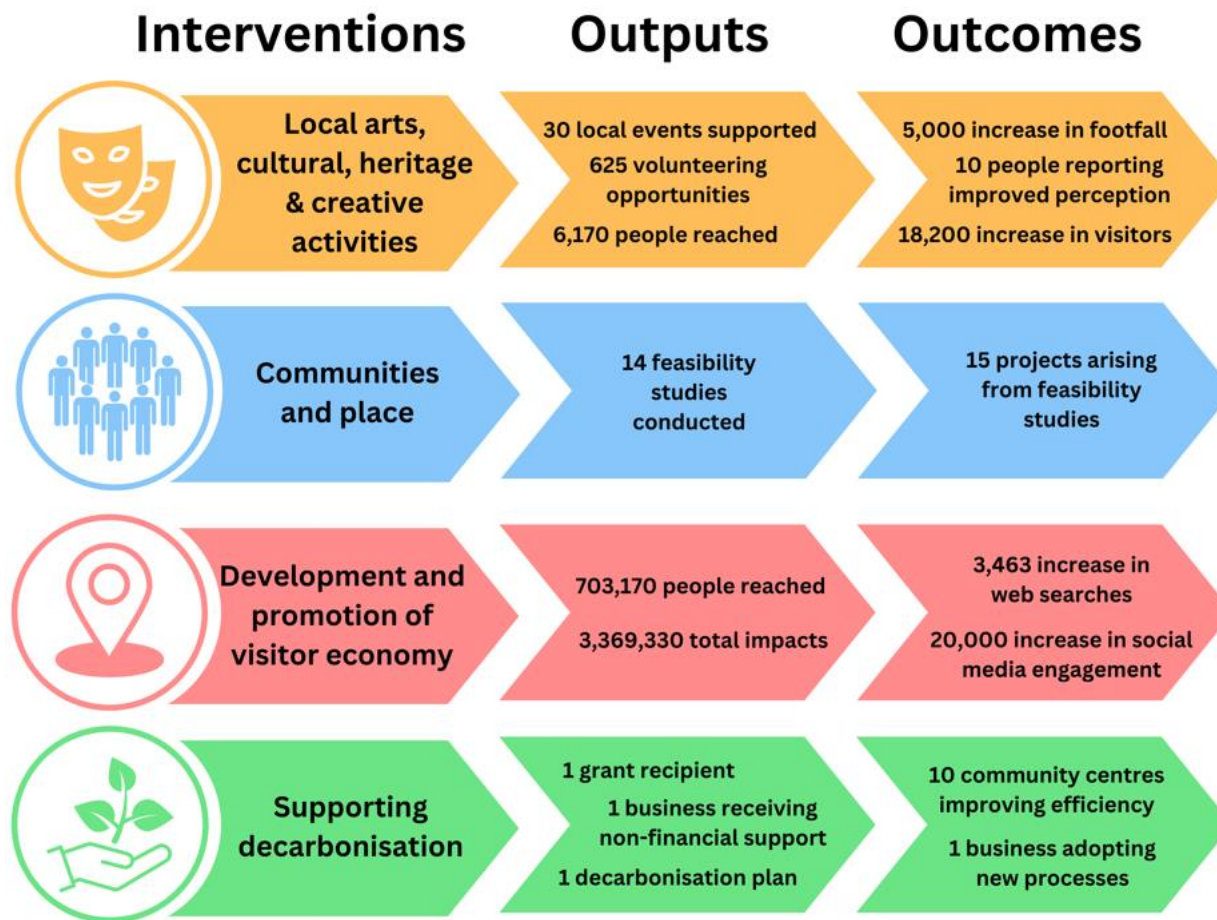 Interventions
Outputs
Outcomes
Local arts,
cultural, heritage
& creative
activities
30 local events supported
625 volunteering
opportunities
6,170 people reached
5,000 increase in footfall
10 people reporting
improved perception
18,200 increase in visitors
Communities
and place
14 feasibility
studies
conducted
15 projects arising
from feasibility
studies
Development and
promotion of
visitor economy
703,170 people reached
3,369,330 total impacts
3,463 increase in
web searches
20,000 increase in social
media engagement
Supporting
decarbonisation
1 grant recipient
1 business receiving
non-financial support
1 decarbonisation plan
10 community centres
improving efficiency
1 business adopting
new processes